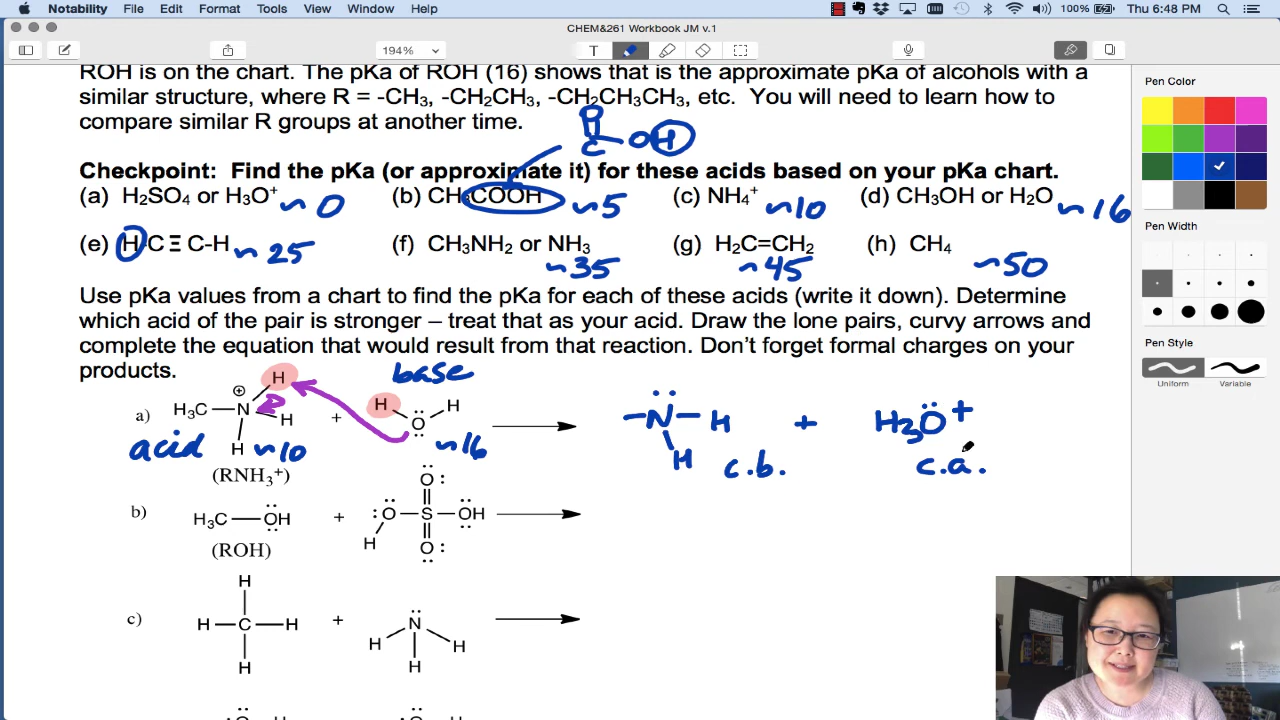 Notability File Edit Format Tools View Window Help 100% Thu 6:48 PM
CHEM&261 Workbook JM v.1
194% T
ROH is on the chart. The pKa of ROH (16) shows that is the approximate pKa of alcohols with a
similar structure, where R = -CH₃, -CH₂CH₃, -CH₂CH₃CH₃, etc. You will need to learn how to
compare similar R groups at another time.
O
C OH
Checkpoint: Find the pKa (or approximate it) for these acids based on your pKa chart.
(a) H₂SO₄ or H₃O⁺ ~0 (b) CH₃COOH ~5 (c) NH₄⁺ ~10 (d) CH₃OH or H₂O ~16
(e) H-C≡C-H ~25 (f) CH₃NH₂ or NH₃ ~35 (g) H₂C=CH₂ ~45 (h) CH₄ ~50
Use pKa values from a chart to find the pKa for each of these acids (write it down). Determine
which acid of the pair is stronger – treat that as your acid. Draw the lone pairs, curvy arrows and
complete the equation that would result from that reaction. Don't forget formal charges on your
products.
base
a) H₃C N ⊕ H H H + H O H N H H + H₃O+
acid ~10 ~16 c.b. c.a.
(RNH₃⁺)
b) H₃C OH + HO S OH O O
(ROH)
c) H C H H H + N H H H
Pen Color
Pen Width
Pen Style
Uniform Variable